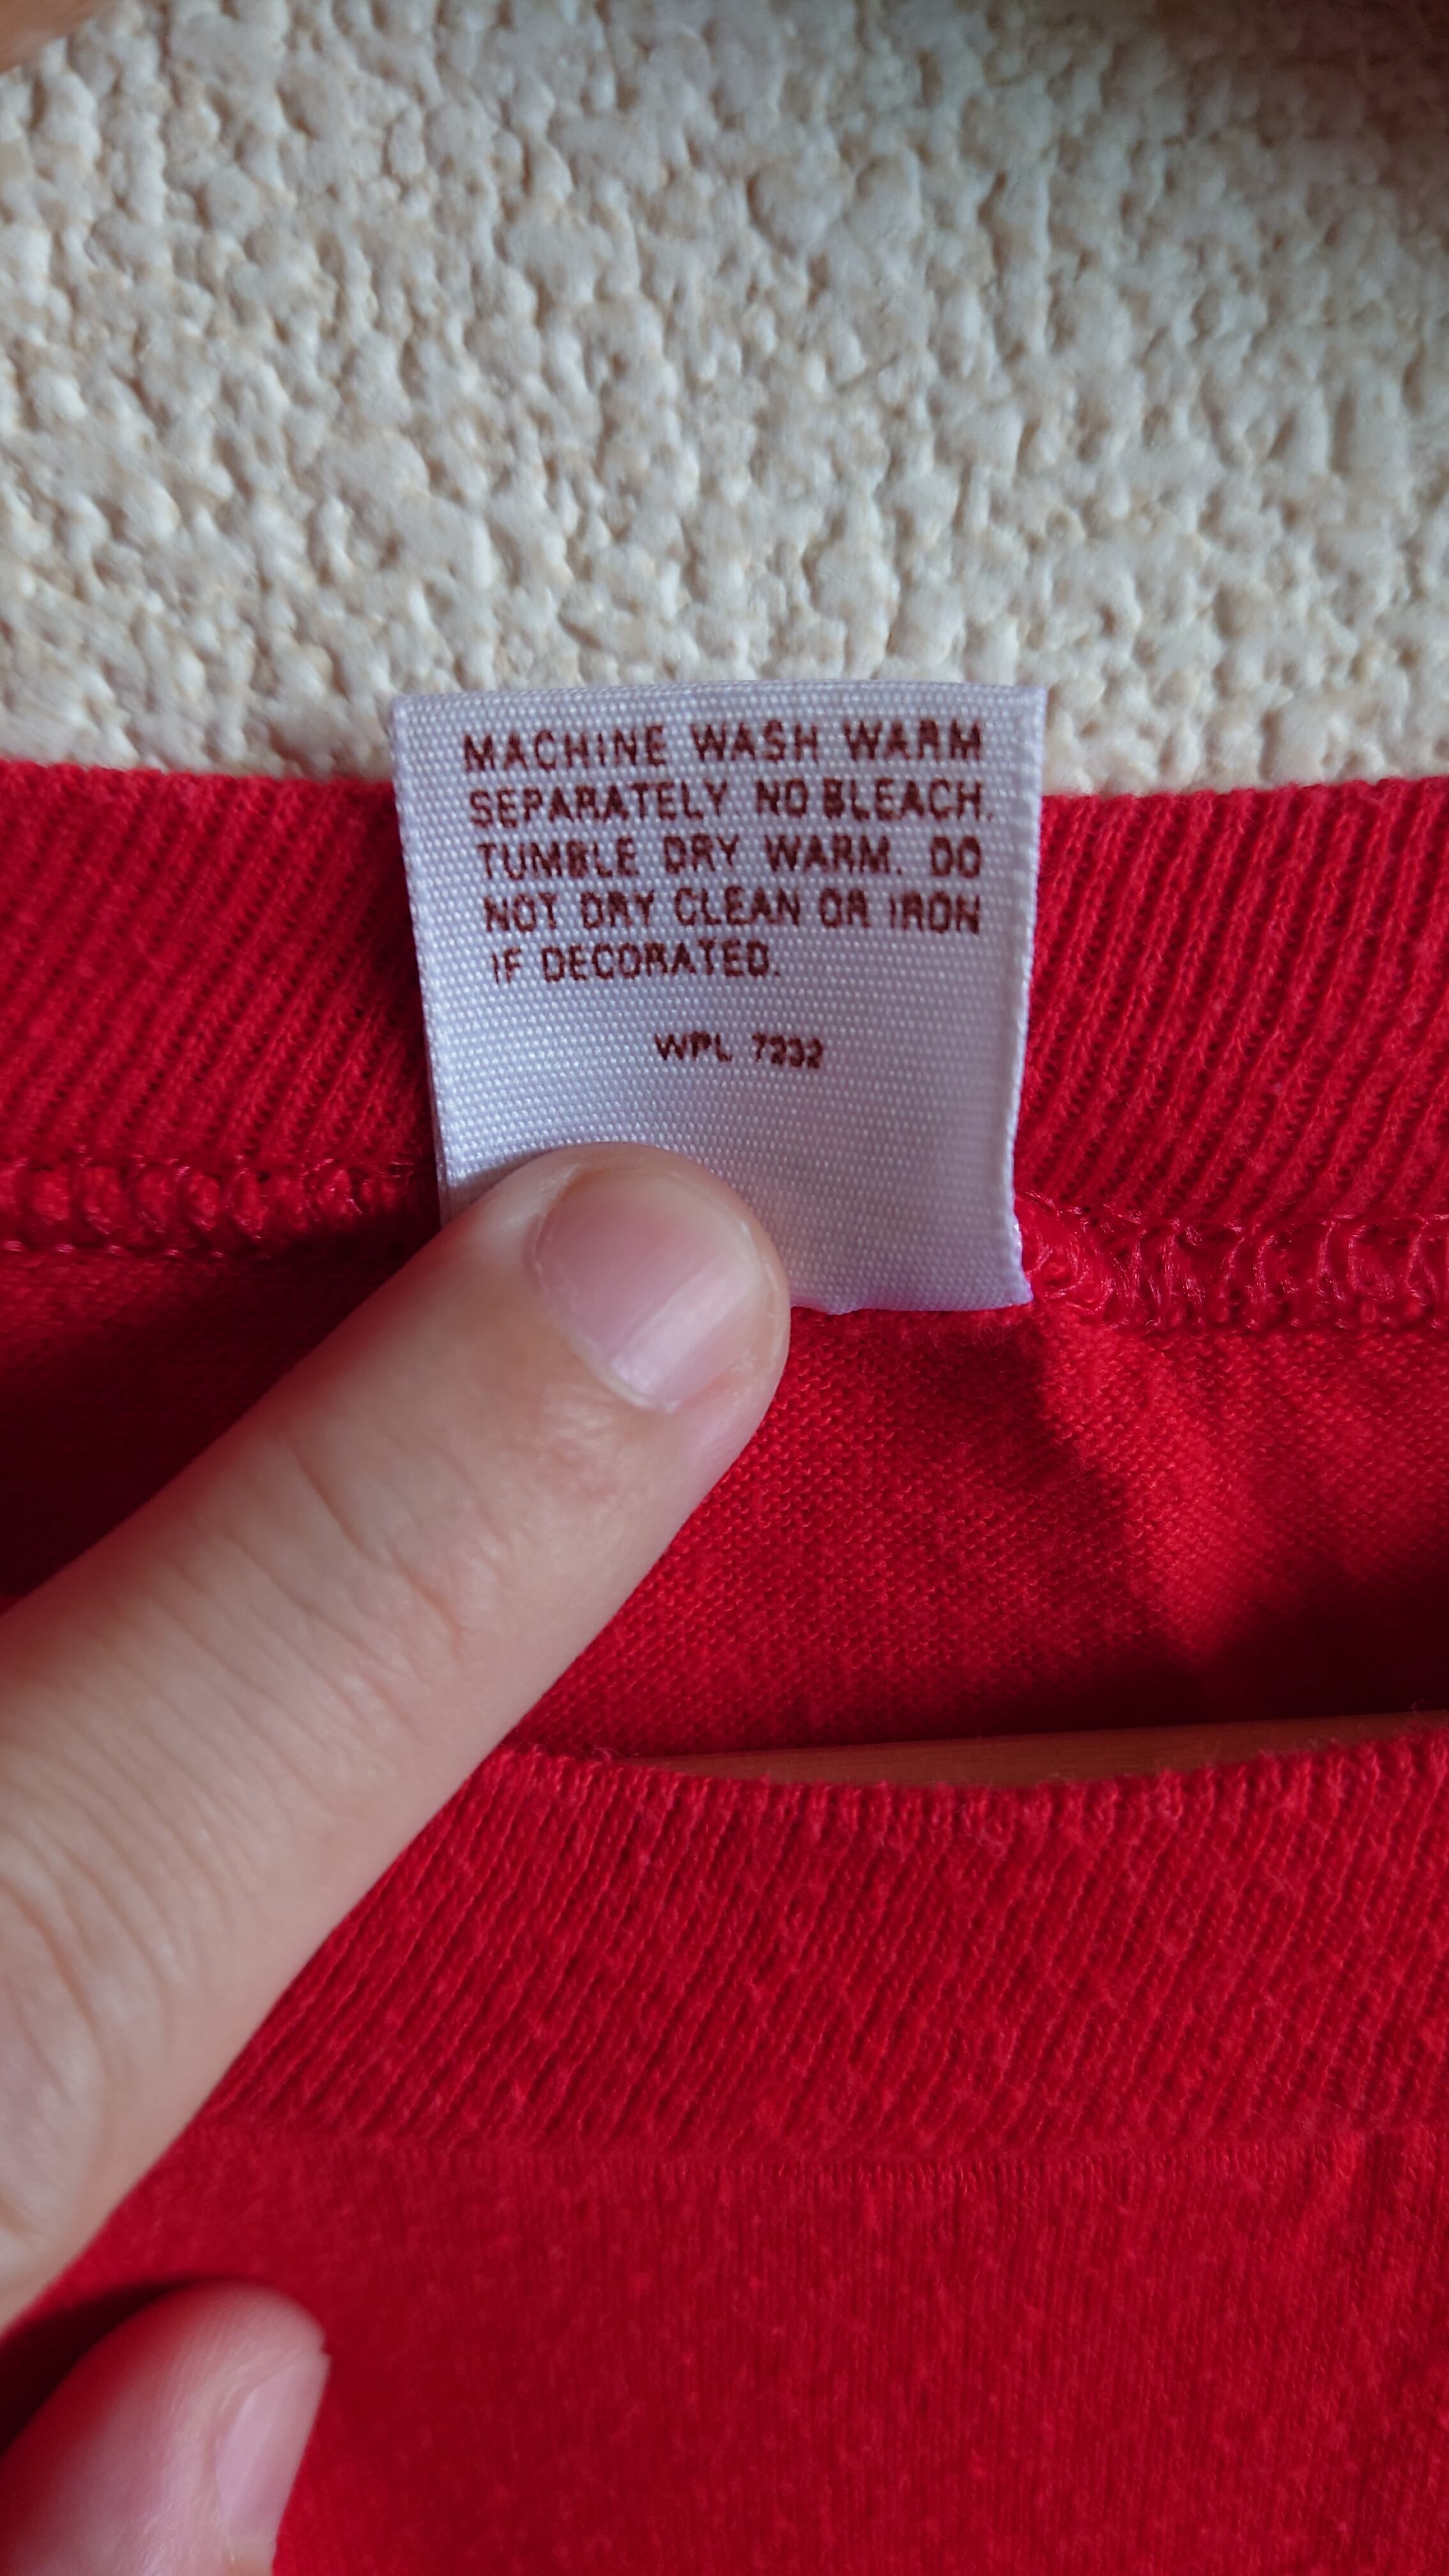 MACHINE WASH WARM
SEPARATELY NO BLEACH.
TUMBLE DRY WARM. DO
NOT DRY CLEAN OR IRON
IF DECORATED.
WPL 7232